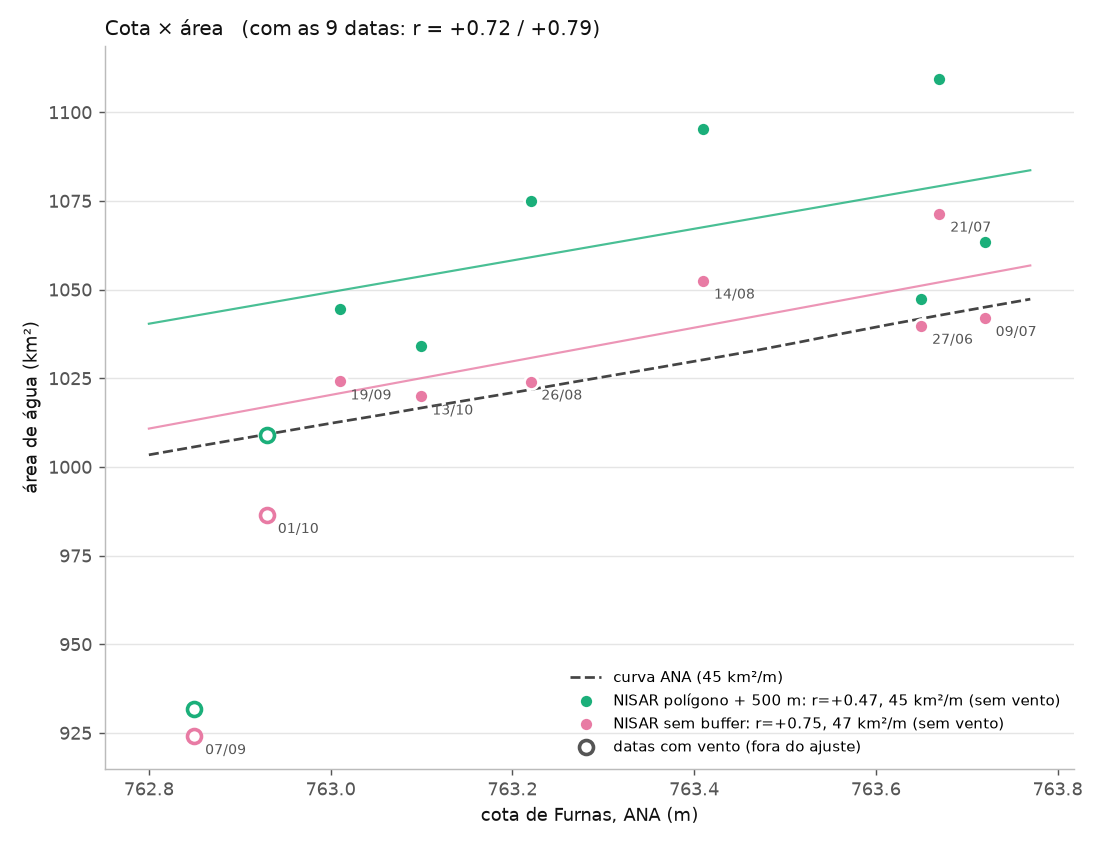 Cota × área   (com as 9 datas: r = +0.72 / +0.79)
1100
1075
1050
1025
1000
975
950
925
área de água (km²)
21/07
14/08
27/06
09/07
19/09
26/08
13/10
01/10
07/09
curva ANA (45 km²/m)
NISAR polígono + 500 m: r=+0.47, 45 km²/m (sem vento)
NISAR sem buffer: r=+0.75, 47 km²/m (sem vento)
datas com vento (fora do ajuste)
762.8 763.0 763.2 763.4 763.6 763.8
cota de Furnas, ANA (m)